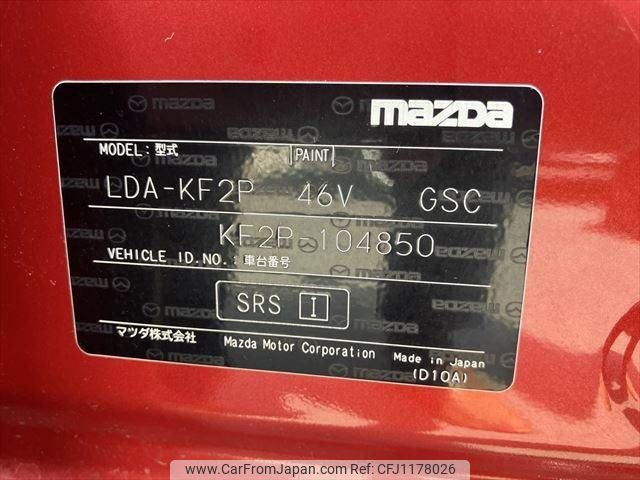 mazda
MODEL: 型式
PAINT
LDA-KF2P 46V GSC
KF2P-104850
VEHICLE ID.NO.: 車台番号
SRS I
マツダ株式会社
Mazda Motor Corporation
Made in Japan
(D10A)
www.CarFromJapan.com | Ref. No: CFJ1178026